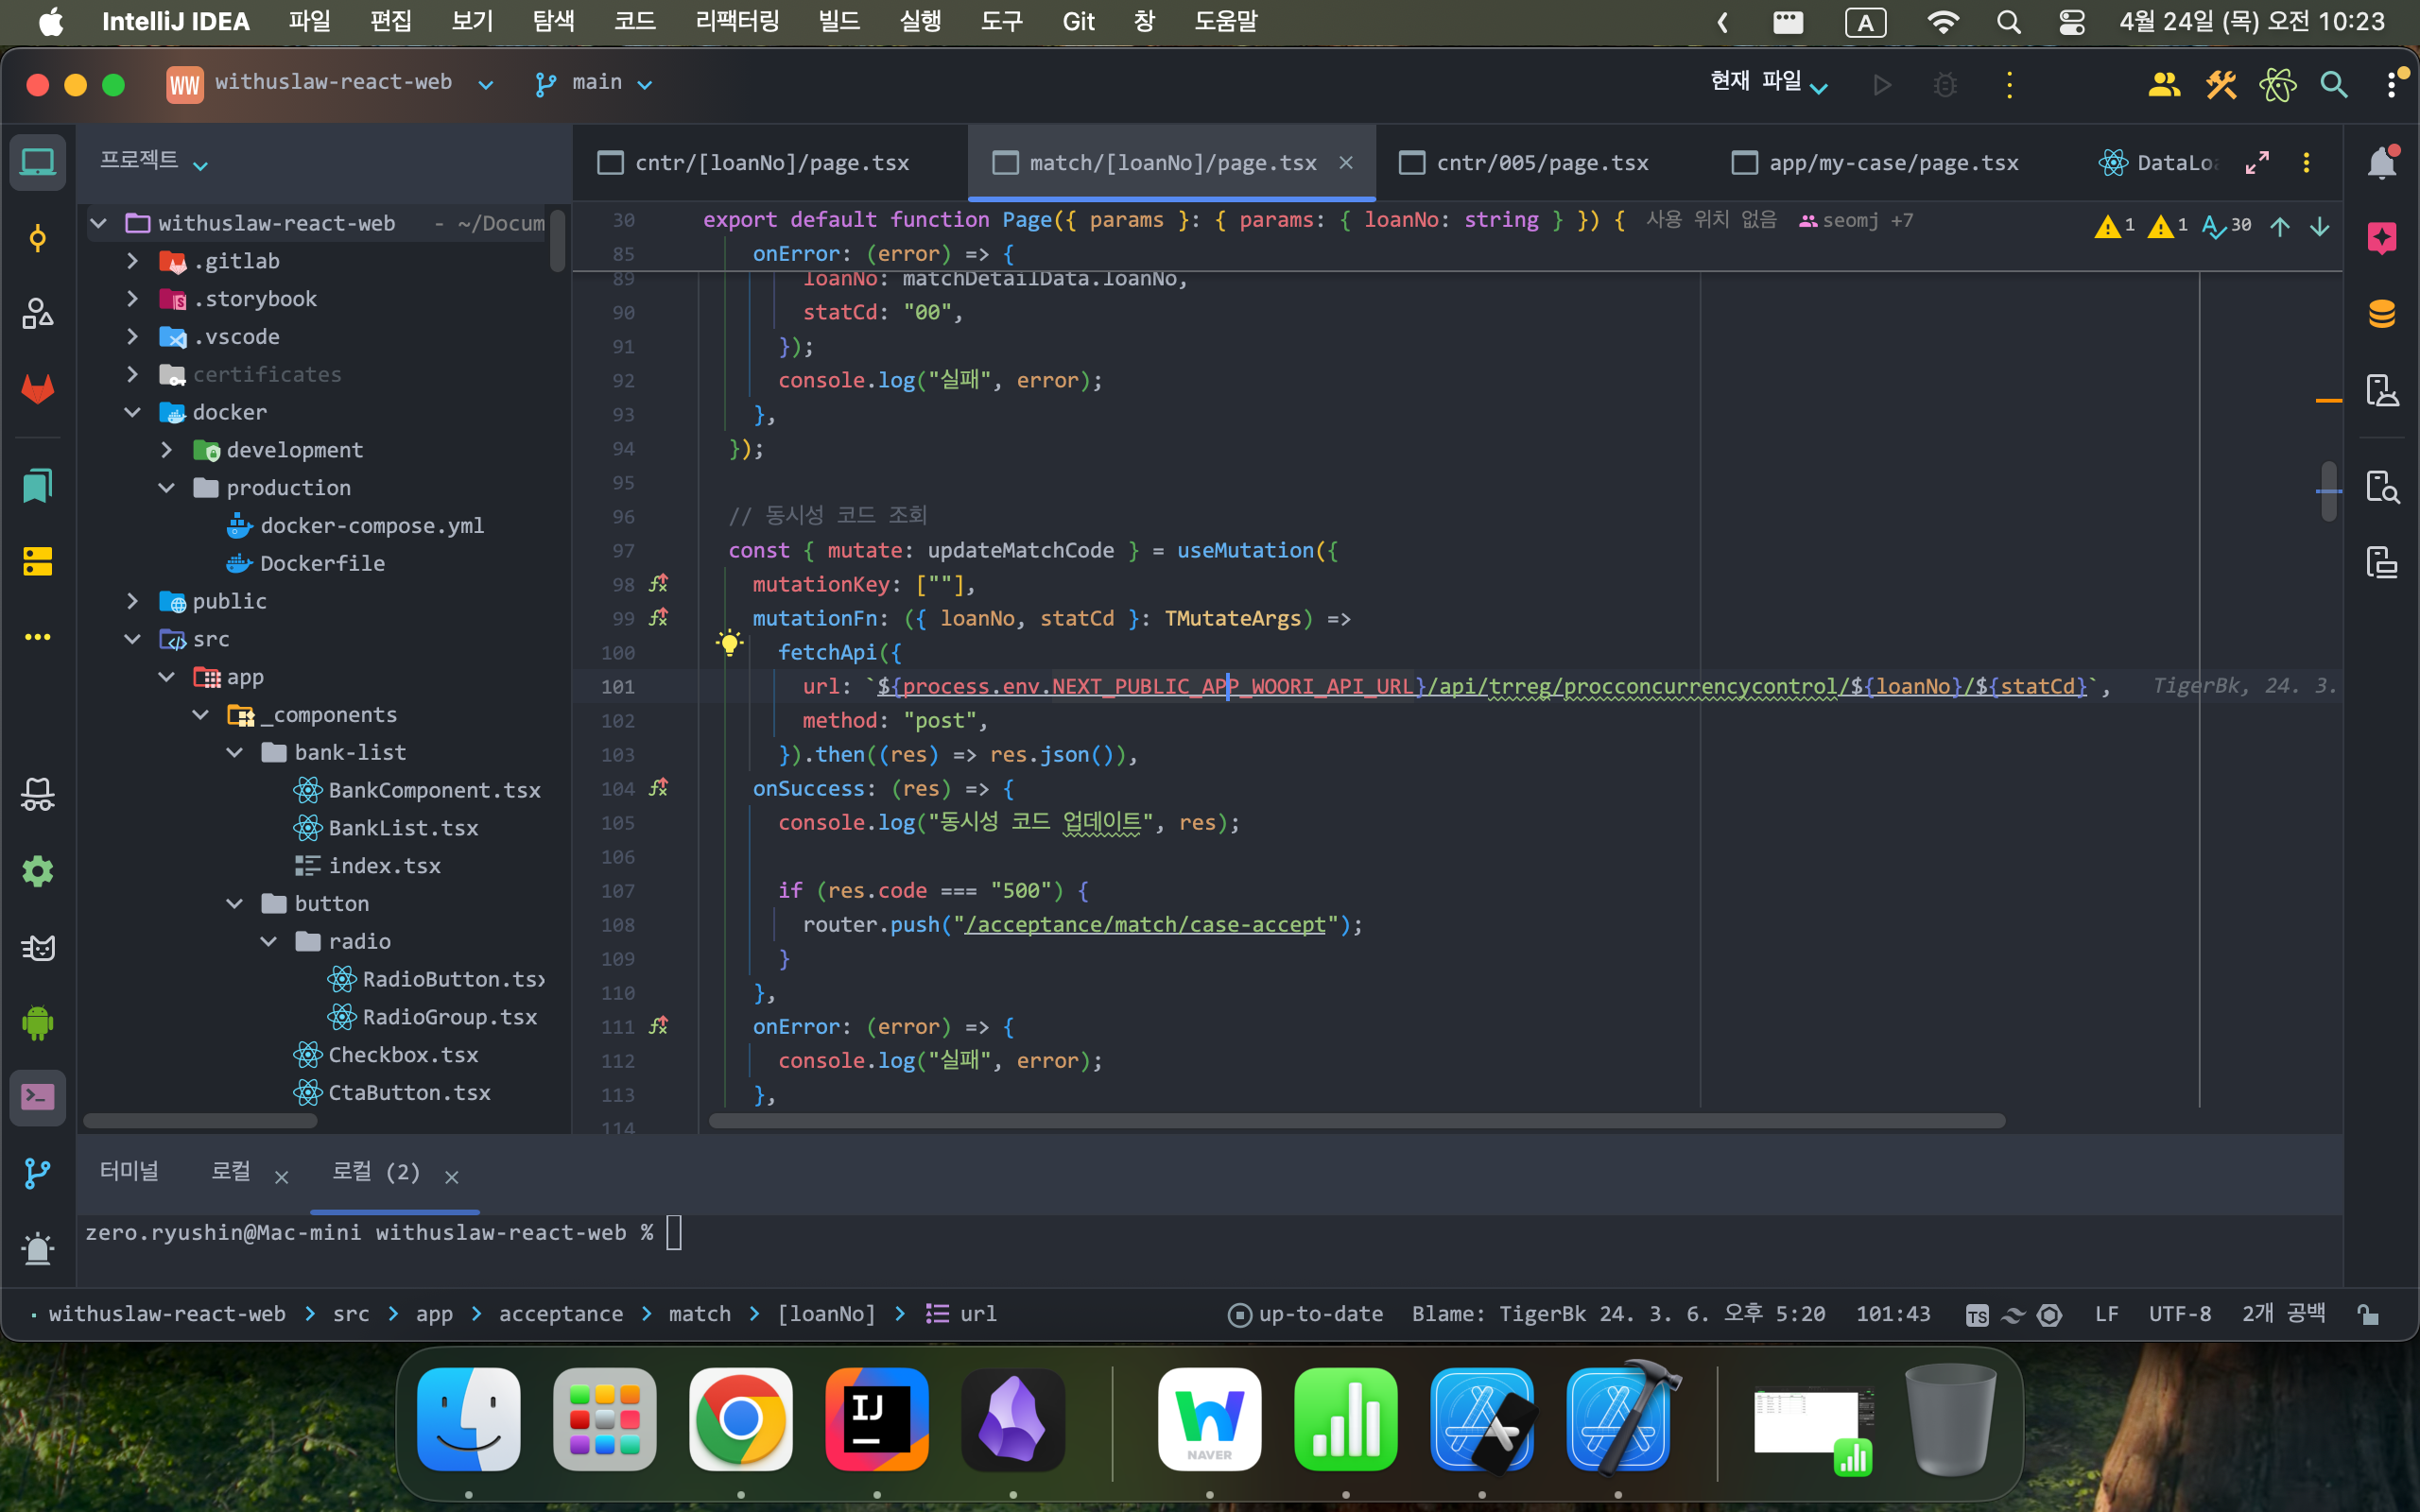 IntelliJ IDEA 파일 편집 보기 탐색 코드 리팩터링 빌드 실행 도구 Git 창 도움말 A 4월 24일 (목) 오전 10:23
WW withuslaw-react-web main 현재 파일
프로젝트
withuslaw-react-web - ~/Docum
.gitlab
.storybook
.vscode
certificates
docker
development
production
docker-compose.yml
Dockerfile
public
src
app
_components
bank-list
BankComponent.tsx
BankList.tsx
index.tsx
button
radio
RadioButton.tsx
RadioGroup.tsx
Checkbox.tsx
CtaButton.tsx
cntr/[loanNo]/page.tsx match/[loanNo]/page.tsx cntr/005/page.tsx app/my-case/page.tsx DataLoa
30 export default function Page({ params }: { params: { loanNo: string } }) { 사용 위치 없음 seomj +7 1 1 30
85 onError: (error) => {
89 loanNo: matchDetailData.loanNo,
90 statCd: "00",
91 });
92 console.log("실패", error);
93 },
94 });
95
96 // 동시성 코드 조회
97 const { mutate: updateMatchCode } = useMutation({
98 mutationKey: [""],
99 mutationFn: ({ loanNo, statCd }: TMutateArgs) =>
100 fetchApi({
101 url: `${process.env.NEXT_PUBLIC_APP_WOORI_API_URL}/api/trreg/procconcurrencycontrol/${loanNo}/${statCd}`, TigerBk, 24. 3.
102 method: "post",
103 }).then((res) => res.json()),
104 onSuccess: (res) => {
105 console.log("동시성 코드 업데이트", res);
106
107 if (res.code === "500") {
108 router.push("/acceptance/match/case-accept");
109 }
110 },
111 onError: (error) => {
112 console.log("실패", error);
113 },
114
터미널 로컬 로컬 (2)
zero.ryushin@Mac-mini withuslaw-react-web %
withuslaw-react-web src app acceptance match [loanNo] url up-to-date Blame: TigerBk 24. 3. 6. 오후 5:20 101:43 TS LF UTF-8 2개 공백
IJ NAVER